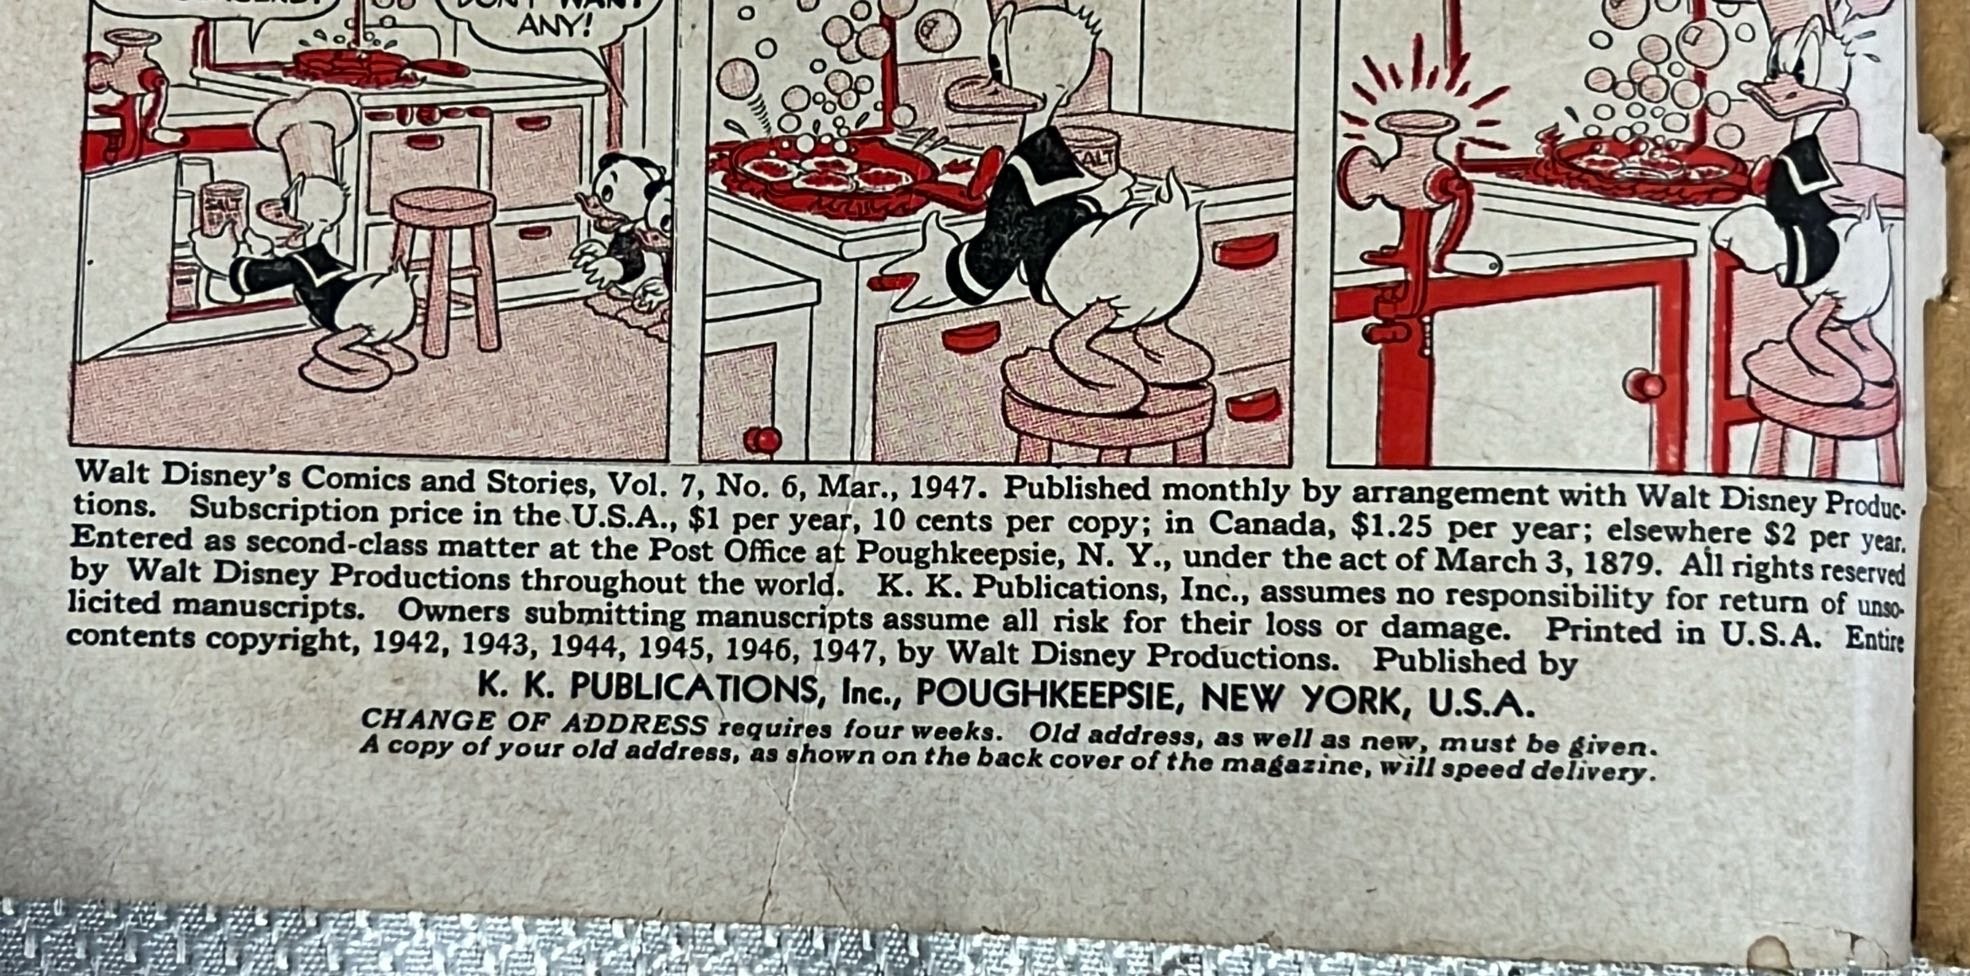 ANY!
SALT
ALT
Walt Disney's Comics and Stories, Vol. 7, No. 6, Mar., 1947. Published monthly by arrangement with Walt Disney Produc-
tions. Subscription price in the U.S.A., $1 per year, 10 cents per copy; in Canada, $1.25 per year; elsewhere $2 per year.
Entered as second-class matter at the Post Office at Poughkeepsie, N. Y., under the act of March 3, 1879. All rights reserved
by Walt Disney Productions throughout the world. K. K. Publications, Inc., assumes no responsibility for return of unso-
licited manuscripts. Owners submitting manuscripts assume all risk for their loss or damage. Printed in U.S.A. Entire
contents copyright, 1942, 1943, 1944, 1945, 1946, 1947, by Walt Disney Productions. Published by
K. K. PUBLICATIONS, Inc., POUGHKEEPSIE, NEW YORK, U.S.A.
CHANGE OF ADDRESS requires four weeks. Old address, as well as new, must be given.
A copy of your old address, as shown on the back cover of the magazine, will speed delivery.